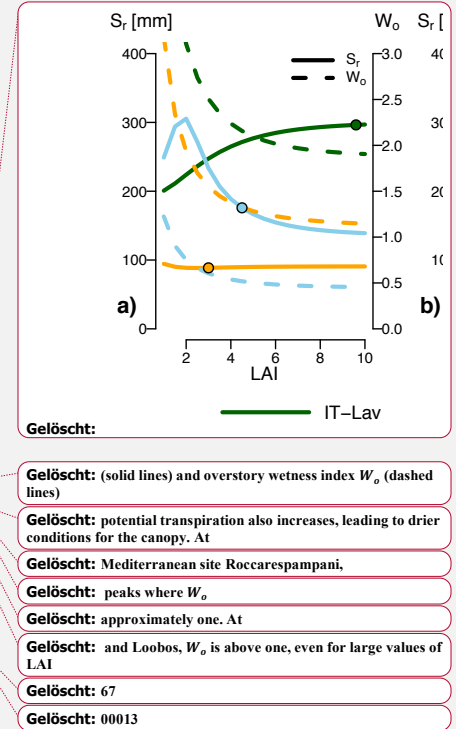 Sr [mm] Wo Sr [
400 3.0 40
Sr
Wo
2.5
300 2.0 30
200 1.5 20
1.0
100 0.5 10
a) b)
0 0.0
2 4 6 8 10
LAI
IT−Lav
Gelöscht:
Gelöscht: (solid lines) and overstory wetness index Wo (dashed
lines)
Gelöscht: potential transpiration also increases, leading to drier
conditions for the canopy. At
Gelöscht: Mediterranean site Roccarespampani,
Gelöscht: peaks where Wo
Gelöscht: approximately one. At
Gelöscht: and Loobos, Wo is above one, even for large values of
LAI
Gelöscht: 67
Gelöscht: 00013